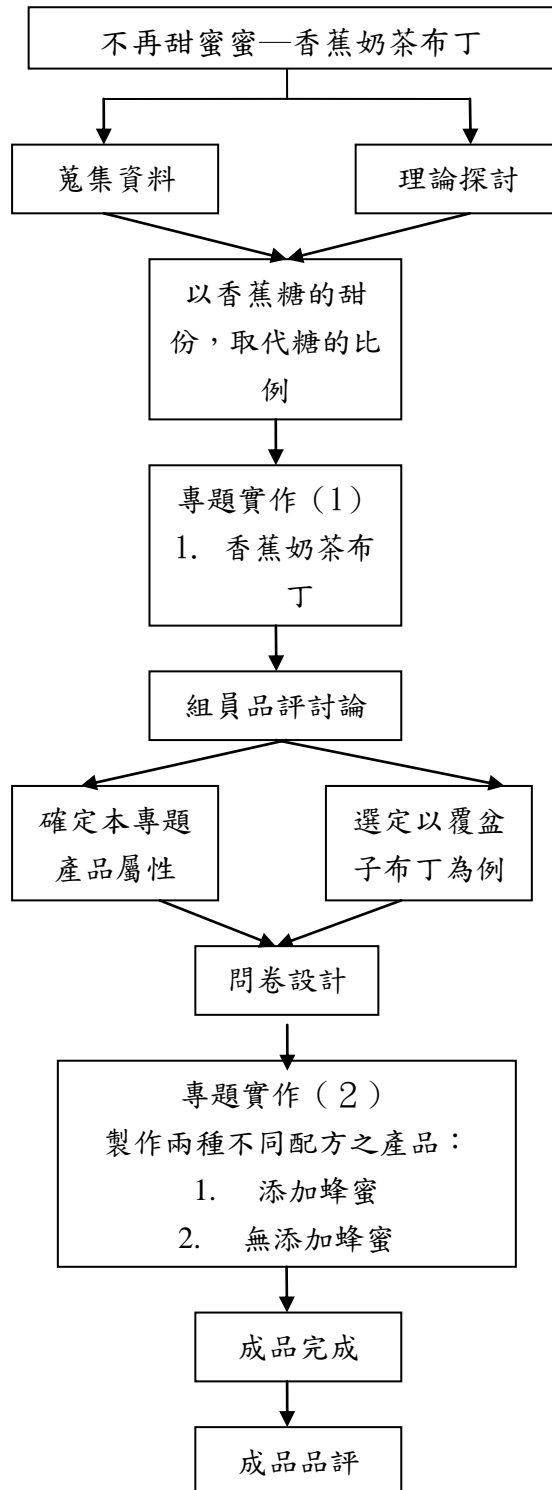 不再甜蜜蜜—香蕉奶茶布丁
蒐集資料
理論探討
以香蕉糖的甜
份，取代糖的比
例
專題實作（1）
1. 香蕉奶茶布
丁
組員品評討論
確定本專題
產品屬性
選定以覆盆
子布丁為例
問卷設計
專題實作（２）
製作兩種不同配方之產品：
1. 添加蜂蜜
2. 無添加蜂蜜
成品完成
成品品評